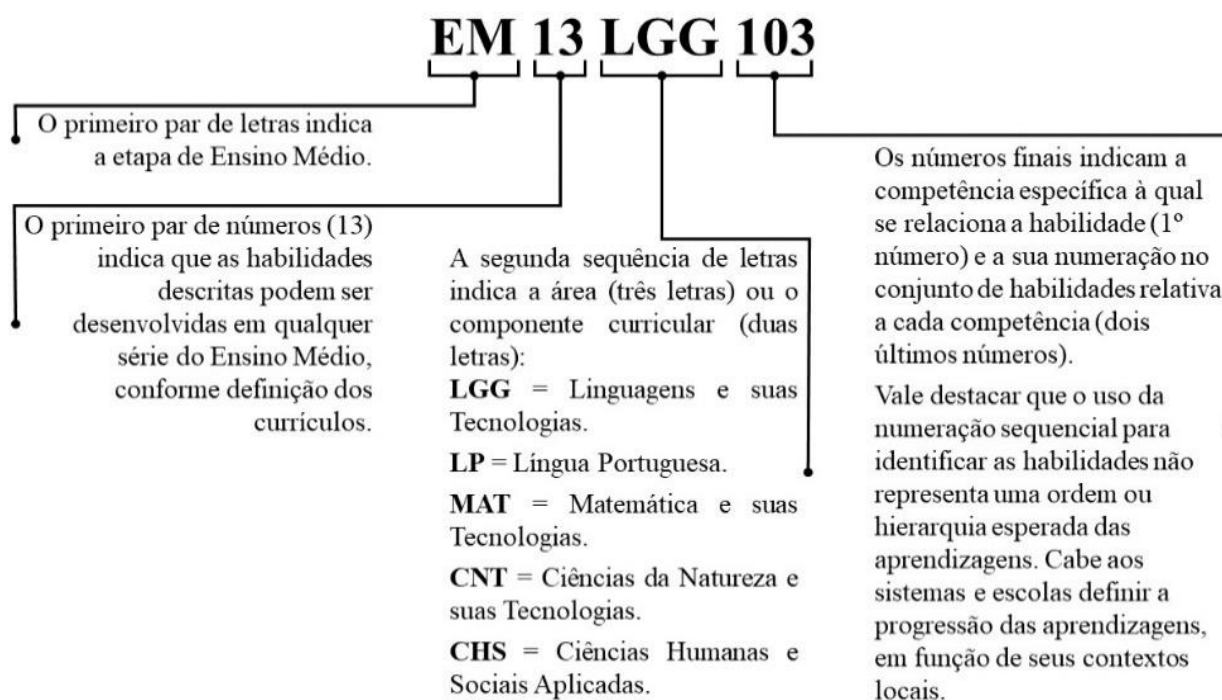 EM 13 LGG 103
O primeiro par de letras indica
a etapa de Ensino Médio.
O primeiro par de números (13)
indica que as habilidades
descritas podem ser
desenvolvidas em qualquer
série do Ensino Médio,
conforme definição dos
currículos.
A segunda sequência de letras
indica a área (três letras) ou o
componente curricular (duas
letras):
LGG = Linguagens e suas
Tecnologias.
LP = Língua Portuguesa.
MAT = Matemática e suas
Tecnologias.
CNT = Ciências da Natureza e
suas Tecnologias.
CHS = Ciências Humanas e
Sociais Aplicadas.
Os números finais indicam a
competência específica à qual
se relaciona a habilidade (1º
número) e a sua numeração no
conjunto de habilidades relativa
a cada competência (dois
últimos números).
Vale destacar que o uso da
numeração sequencial para
identificar as habilidades não
representa uma ordem ou
hierarquia esperada das
aprendizagens. Cabe aos
sistemas e escolas definir a
progressão das aprendizagens,
em função de seus contextos
locais.